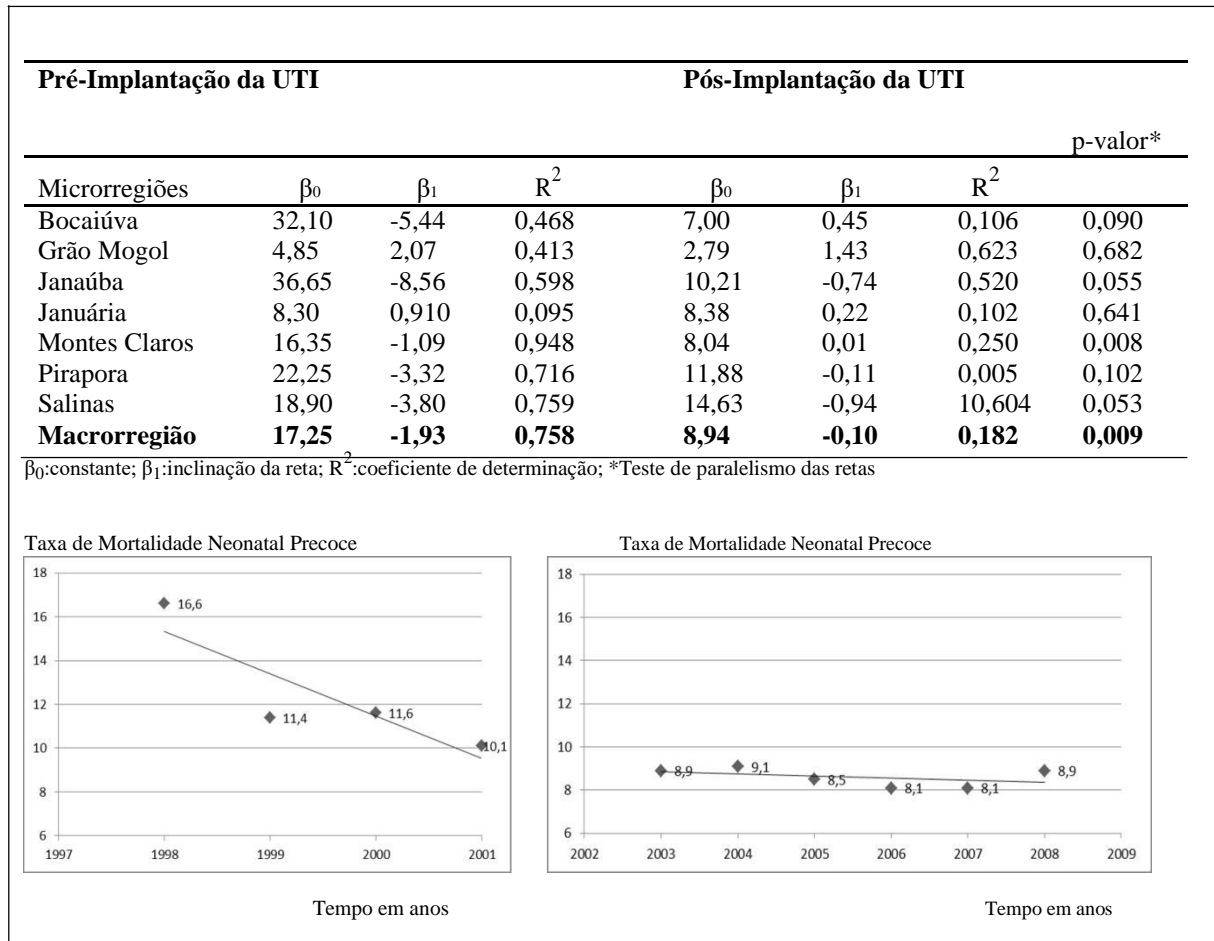 Pré-Implantação da UTI Pós-Implantação da UTI
p-valor*
Microrregiões β0 β1 R2 β0 β1 R2
Bocaiúva 32,10 -5,44 0,468 7,00 0,45 0,106 0,090
Grão Mogol 4,85 2,07 0,413 2,79 1,43 0,623 0,682
Janaúba 36,65 -8,56 0,598 10,21 -0,74 0,520 0,055
Januária 8,30 0,910 0,095 8,38 0,22 0,102 0,641
Montes Claros 16,35 -1,09 0,948 8,04 0,01 0,250 0,008
Pirapora 22,25 -3,32 0,716 11,88 -0,11 0,005 0,102
Salinas 18,90 -3,80 0,759 14,63 -0,94 10,604 0,053
Macrorregião 17,25 -1,93 0,758 8,94 -0,10 0,182 0,009
β0:constante; β1:inclinação da reta; R2:coeficiente de determinação; *Teste de paralelismo das retas
Taxa de Mortalidade Neonatal Precoce
18
16
14
12
10
8
6
16,6
11,4
11,6
10,1
1997 1998 1999 2000 2001
Tempo em anos
Taxa de Mortalidade Neonatal Precoce
18
16
14
12
10
8
6
8,9
9,1
8,5
8,1
8,1
8,9
2002 2003 2004 2005 2006 2007 2008 2009
Tempo em anos